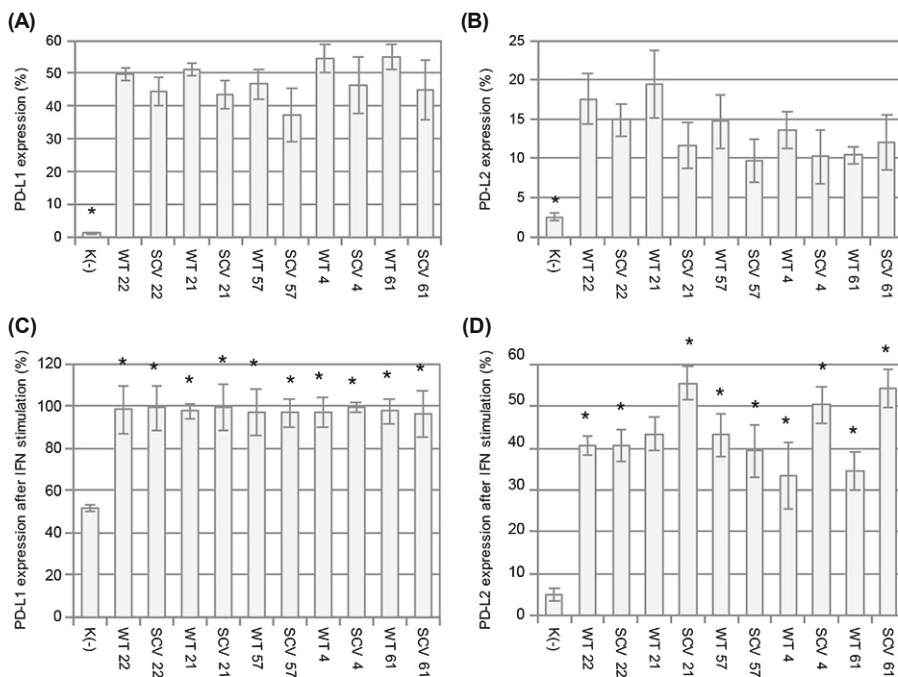 (A)
PD-L1 expression (%)
60
50
40
30
20
10
0
*
K(-)
WT 22
SCV 22
WT 21
SCV 21
WT 57
SCV 57
WT 4
SCV 4
WT 61
SCV 61
(B)
PD-L2 expression (%)
25
20
15
10
5
0
*
K(-)
WT 22
SCV 22
WT 21
SCV 21
WT 57
SCV 57
WT 4
SCV 4
WT 61
SCV 61
(C)
PD-L1 expression after IFN stimulation (%)
120
100
80
60
40
20
0
* * * * * * * * * *
K(-)
WT 22
SCV 22
WT 21
SCV 21
WT 57
SCV 57
WT 4
SCV 4
WT 61
SCV 61
(D)
PD-L2 expression after IFN stimulation (%)
60
50
40
30
20
10
0
* * * * * * * * *
K(-)
WT 22
SCV 22
WT 21
SCV 21
WT 57
SCV 57
WT 4
SCV 4
WT 61
SCV 61